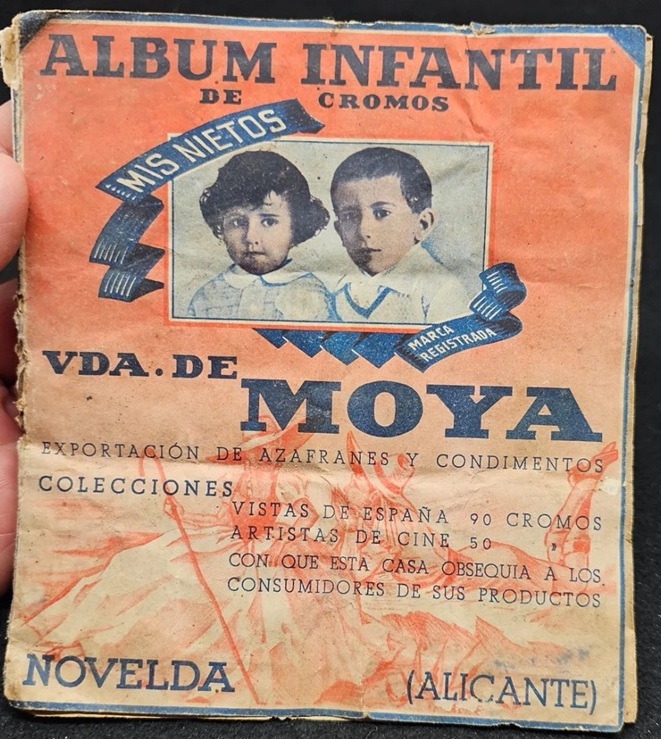 ALBUM INFANTIL
DE CROMOS
MIS NIETOS
MARCA
REGISTRADA
VDA. DE
MOYA
EXPORTACIÓN DE AZAFRANES Y CONDIMENTOS
COLECCIONES
VISTAS DE ESPAÑA 90 CROMOS
ARTISTAS DE CINE 50 "
CON QUE ESTA CASA OBSEQUIA A LOS
CONSUMIDORES DE SUS PRODUCTOS
NOVELDA (ALICANTE)